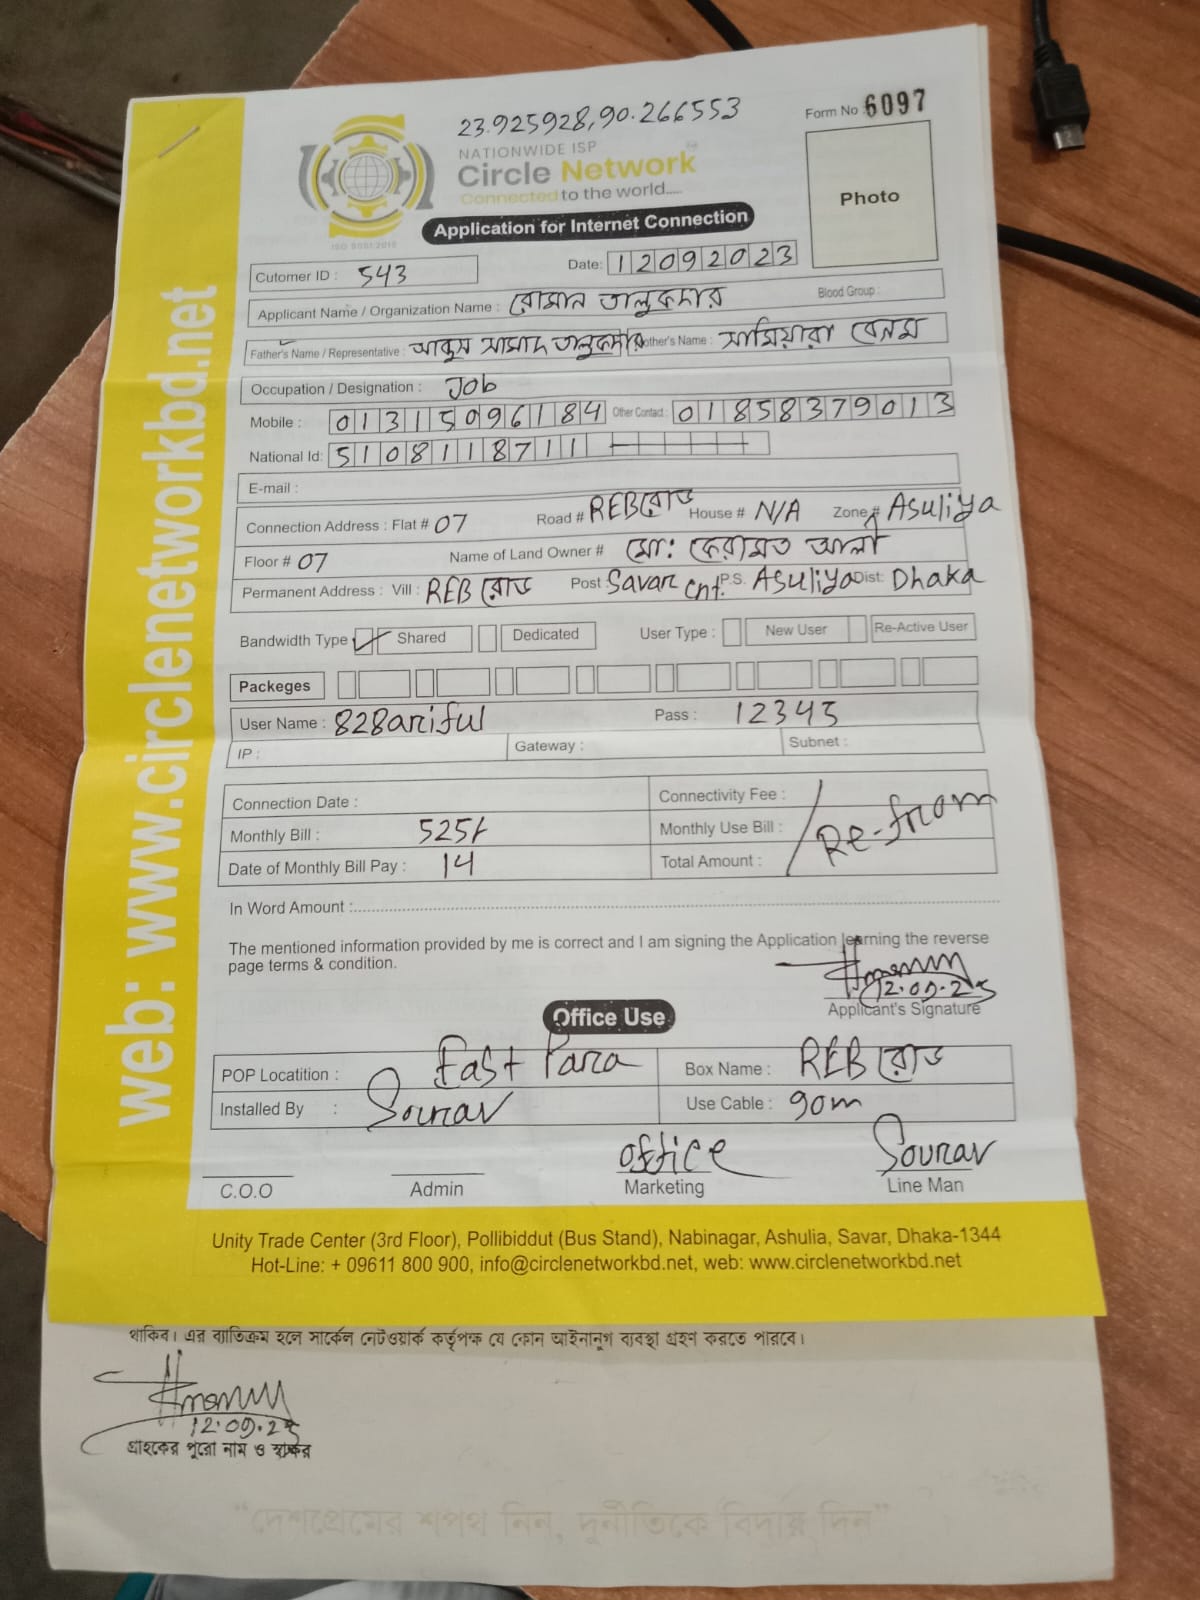 23.925928,90.266553
Form No 6097
NATIONWIDE ISP
Circle Network
Connected to the world.....
ISO 9001:2015
Photo
Application for Internet Connection
Cutomer ID : 543
Date: 12092023
Applicant Name / Organization Name : রোমান তালুকদার
Blood Group :
Father's Name / Representative : আবুল আসাদ তালুকদার Mother's Name : সামিয়ারা বেগম
Occupation / Designation : Job
Mobile : 01315096184 Other Contact : 01858379013
National Id: 5108118711
E-mail :
Connection Address : Flat # 07 Road # REB রোড House # N/A Zone # Asuliya
Floor # 07 Name of Land Owner # মো: কেরামত আলী
Permanent Address : Vill : REB রোড Post : Savar Cnt. P.S. Asuliya Dist: Dhaka
Bandwidth Type Shared Dedicated User Type : New User Re-Active User
Packeges
User Name : 828ariful Pass : 12345
IP : Gateway : Subnet :
Connection Date : Connectivity Fee :
Monthly Bill : 525/ Monthly Use Bill : Re-from
Date of Monthly Bill Pay : 14 Total Amount :
In Word Amount :
The mentioned information provided by me is correct and I am signing the Application learning the reverse
page terms & condition.
12.09.23
Applicant's Signature
Office Use
POP Locatition : East Para Box Name : REB রোড
Installed By : Sourav Use Cable : 90m
office Sourav
C.O.O Admin Marketing Line Man
Unity Trade Center (3rd Floor), Pollibiddut (Bus Stand), Nabinagar, Ashulia, Savar, Dhaka-1344
Hot-Line: + 09611 800 900, info@circlenetworkbd.net, web: www.circlenetworkbd.net
web: www.circlenetworkbd.net
থাকিব। এর ব্যতিক্রম হলে সার্কেল নেটওয়ার্ক কর্তৃপক্ষ যে কোন আইনানুগ ব্যবস্থা গ্রহণ করতে পারবে।
12.09.23
গ্রাহকের পুরো নাম ও স্বাক্ষর
“দেশপ্রেমের শপথ নিন, দুর্নীতিকে বিদায় দিন”